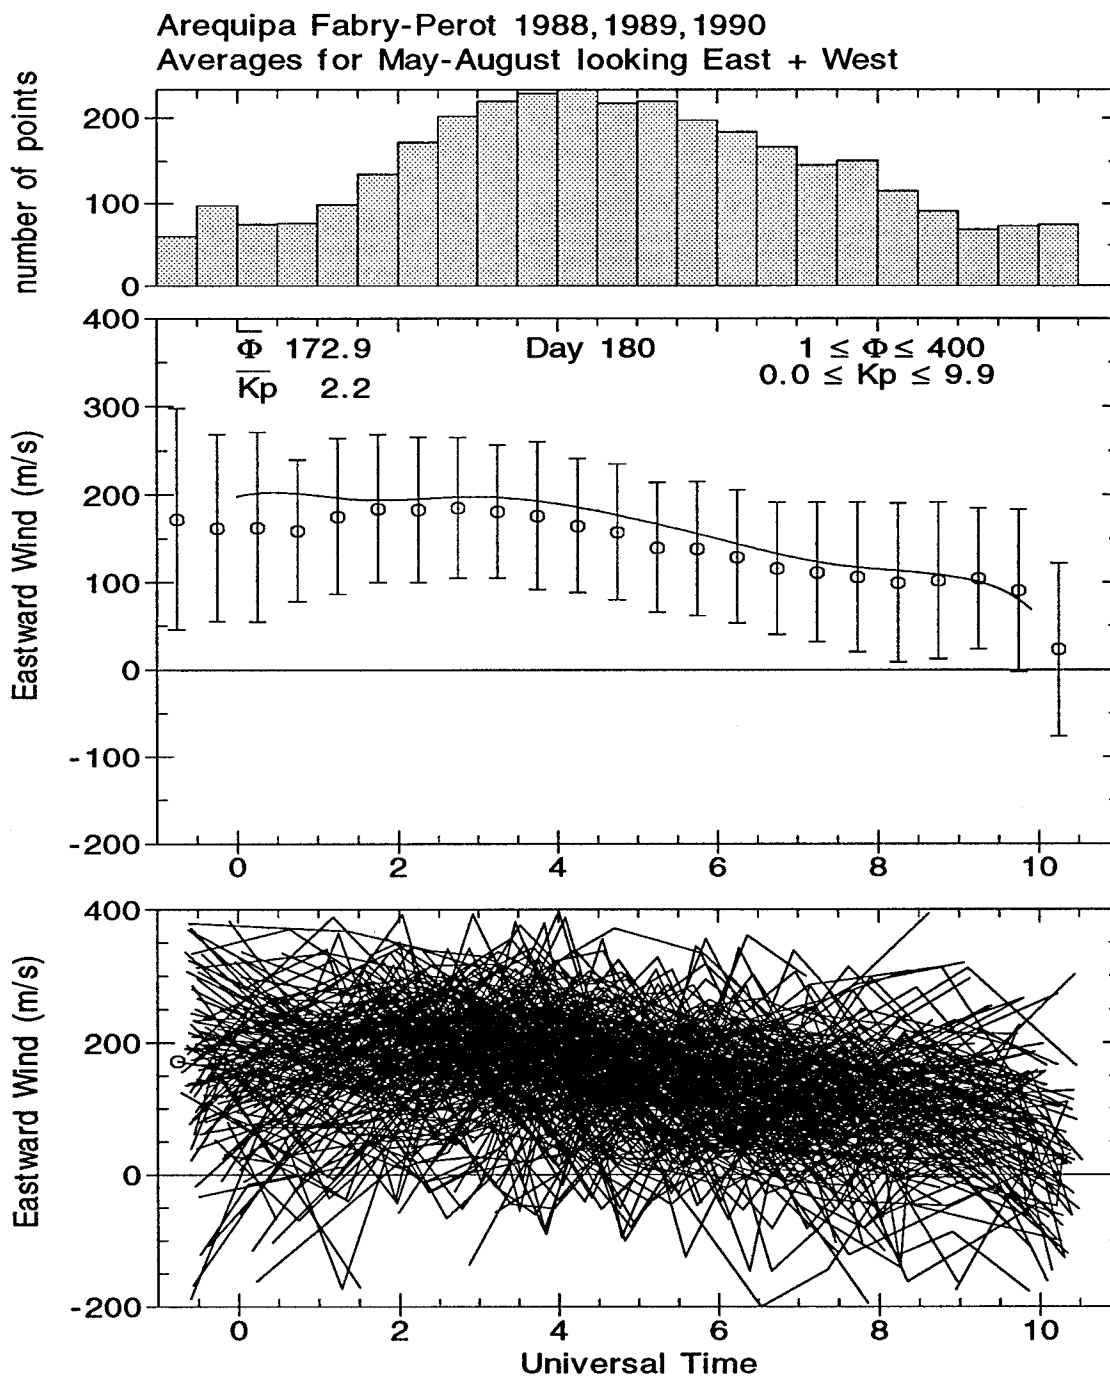 Arequipa Fabry-Perot 1988,1989,1990
Averages for May-August looking East + West
number of points
200
100
0
400
300
200
100
0
-100
-200
Eastward Wind (m/s)
Φ 172.9
Day 180
1 ≤ Φ ≤ 400
Kp 2.2
0.0 ≤ Kp ≤ 9.9
0 2 4 6 8 10
400
200
0
-200
Eastward Wind (m/s)
0 2 4 6 8 10
Universal Time